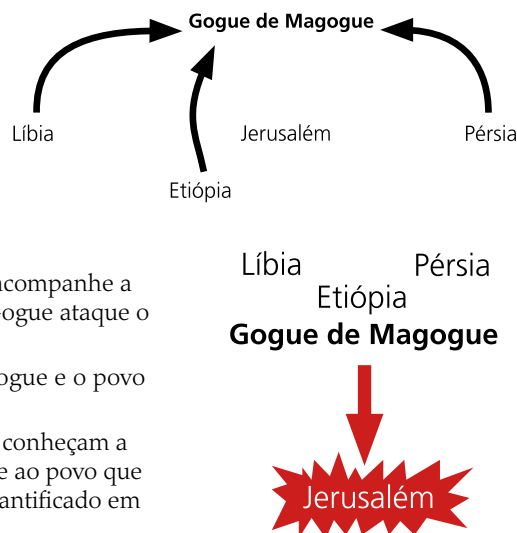 Gogue de Magogue
Líbia
Jerusalém
Pérsia
Etiópia
acompanhe a
ogue ataque o
ogue e o povo
conheçam a
e ao povo que
antificado em
Líbia
Pérsia
Etiópia
Gogue de Magogue
Jerusalém